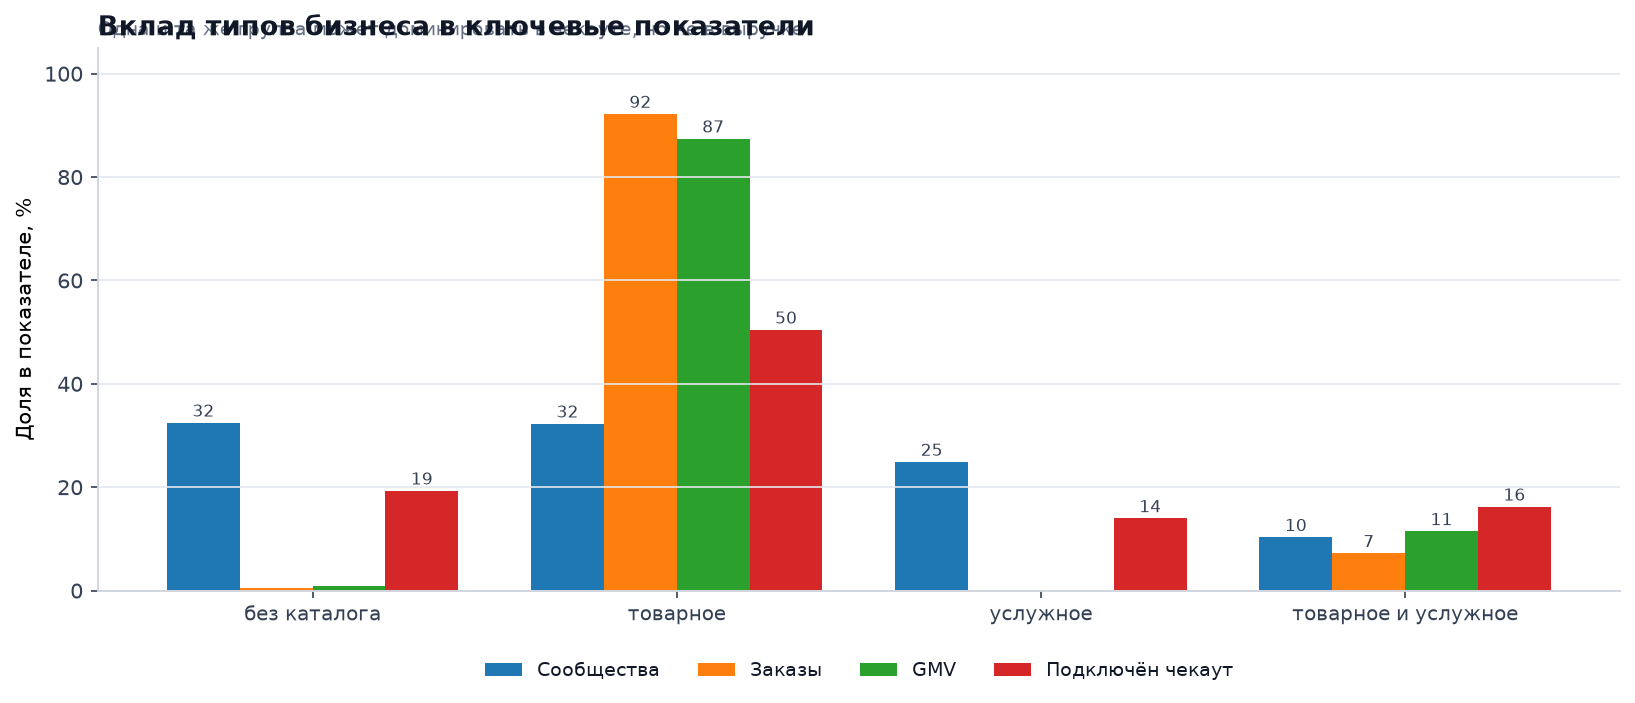 Вклад типов бизнеса в ключевые показатели
100
80
60
40
20
0
Доля в показателе, %
32
19
32
92
87
50
25
14
10
7
11
16
без каталога
товарное
услужное
товарное и услужное
Сообщества
Заказы
GMV
Подключён чекаут